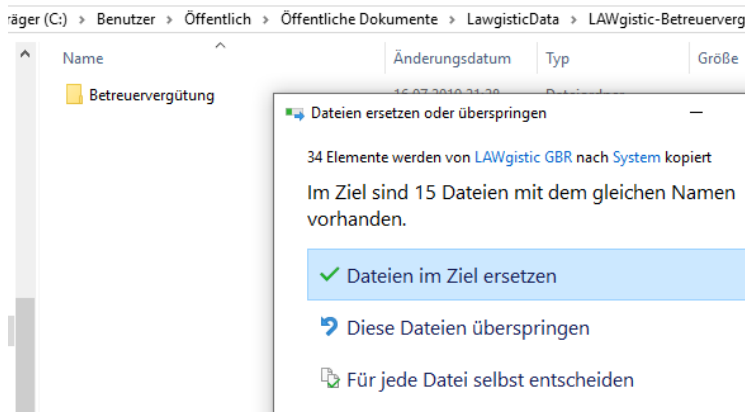 räger (C:) > Benutzer > Öffentlich > Öffentliche Dokumente > LawgisticData > LAWgistic-Betreuerverg
Name Änderungsdatum Typ Größe
Betreuervergütung
Dateien ersetzen oder überspringen
34 Elemente werden von LAWgistic GBR nach System kopiert
Im Ziel sind 15 Dateien mit dem gleichen Namen
vorhanden.
Dateien im Ziel ersetzen
Diese Dateien überspringen
Für jede Datei selbst entscheiden